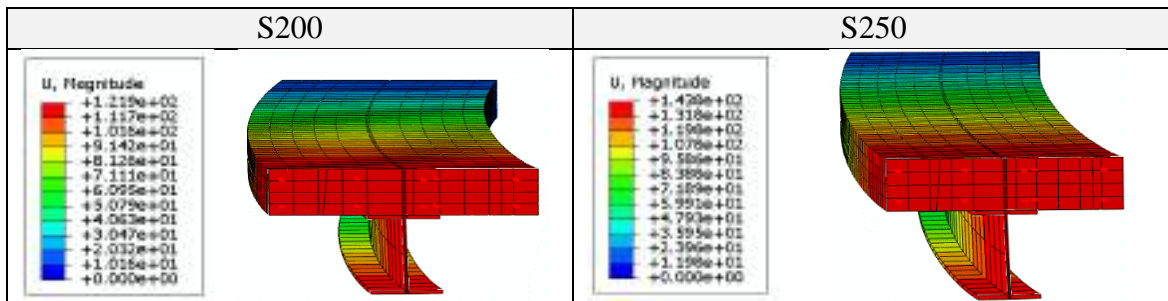 S200
S250
U, Magnitude
+1.219e+02
+1.117e+02
+1.016e+02
+9.142e+01
+8.126e+01
+7.111e+01
+6.095e+01
+5.079e+01
+4.063e+01
+3.047e+01
+2.032e+01
+1.016e+01
+0.000e+00
U, Magnitude
+1.438e+02
+1.318e+02
+1.198e+02
+1.078e+02
+9.586e+01
+8.388e+01
+7.189e+01
+5.991e+01
+4.793e+01
+3.595e+01
+2.396e+01
+1.198e+01
+0.000e+00